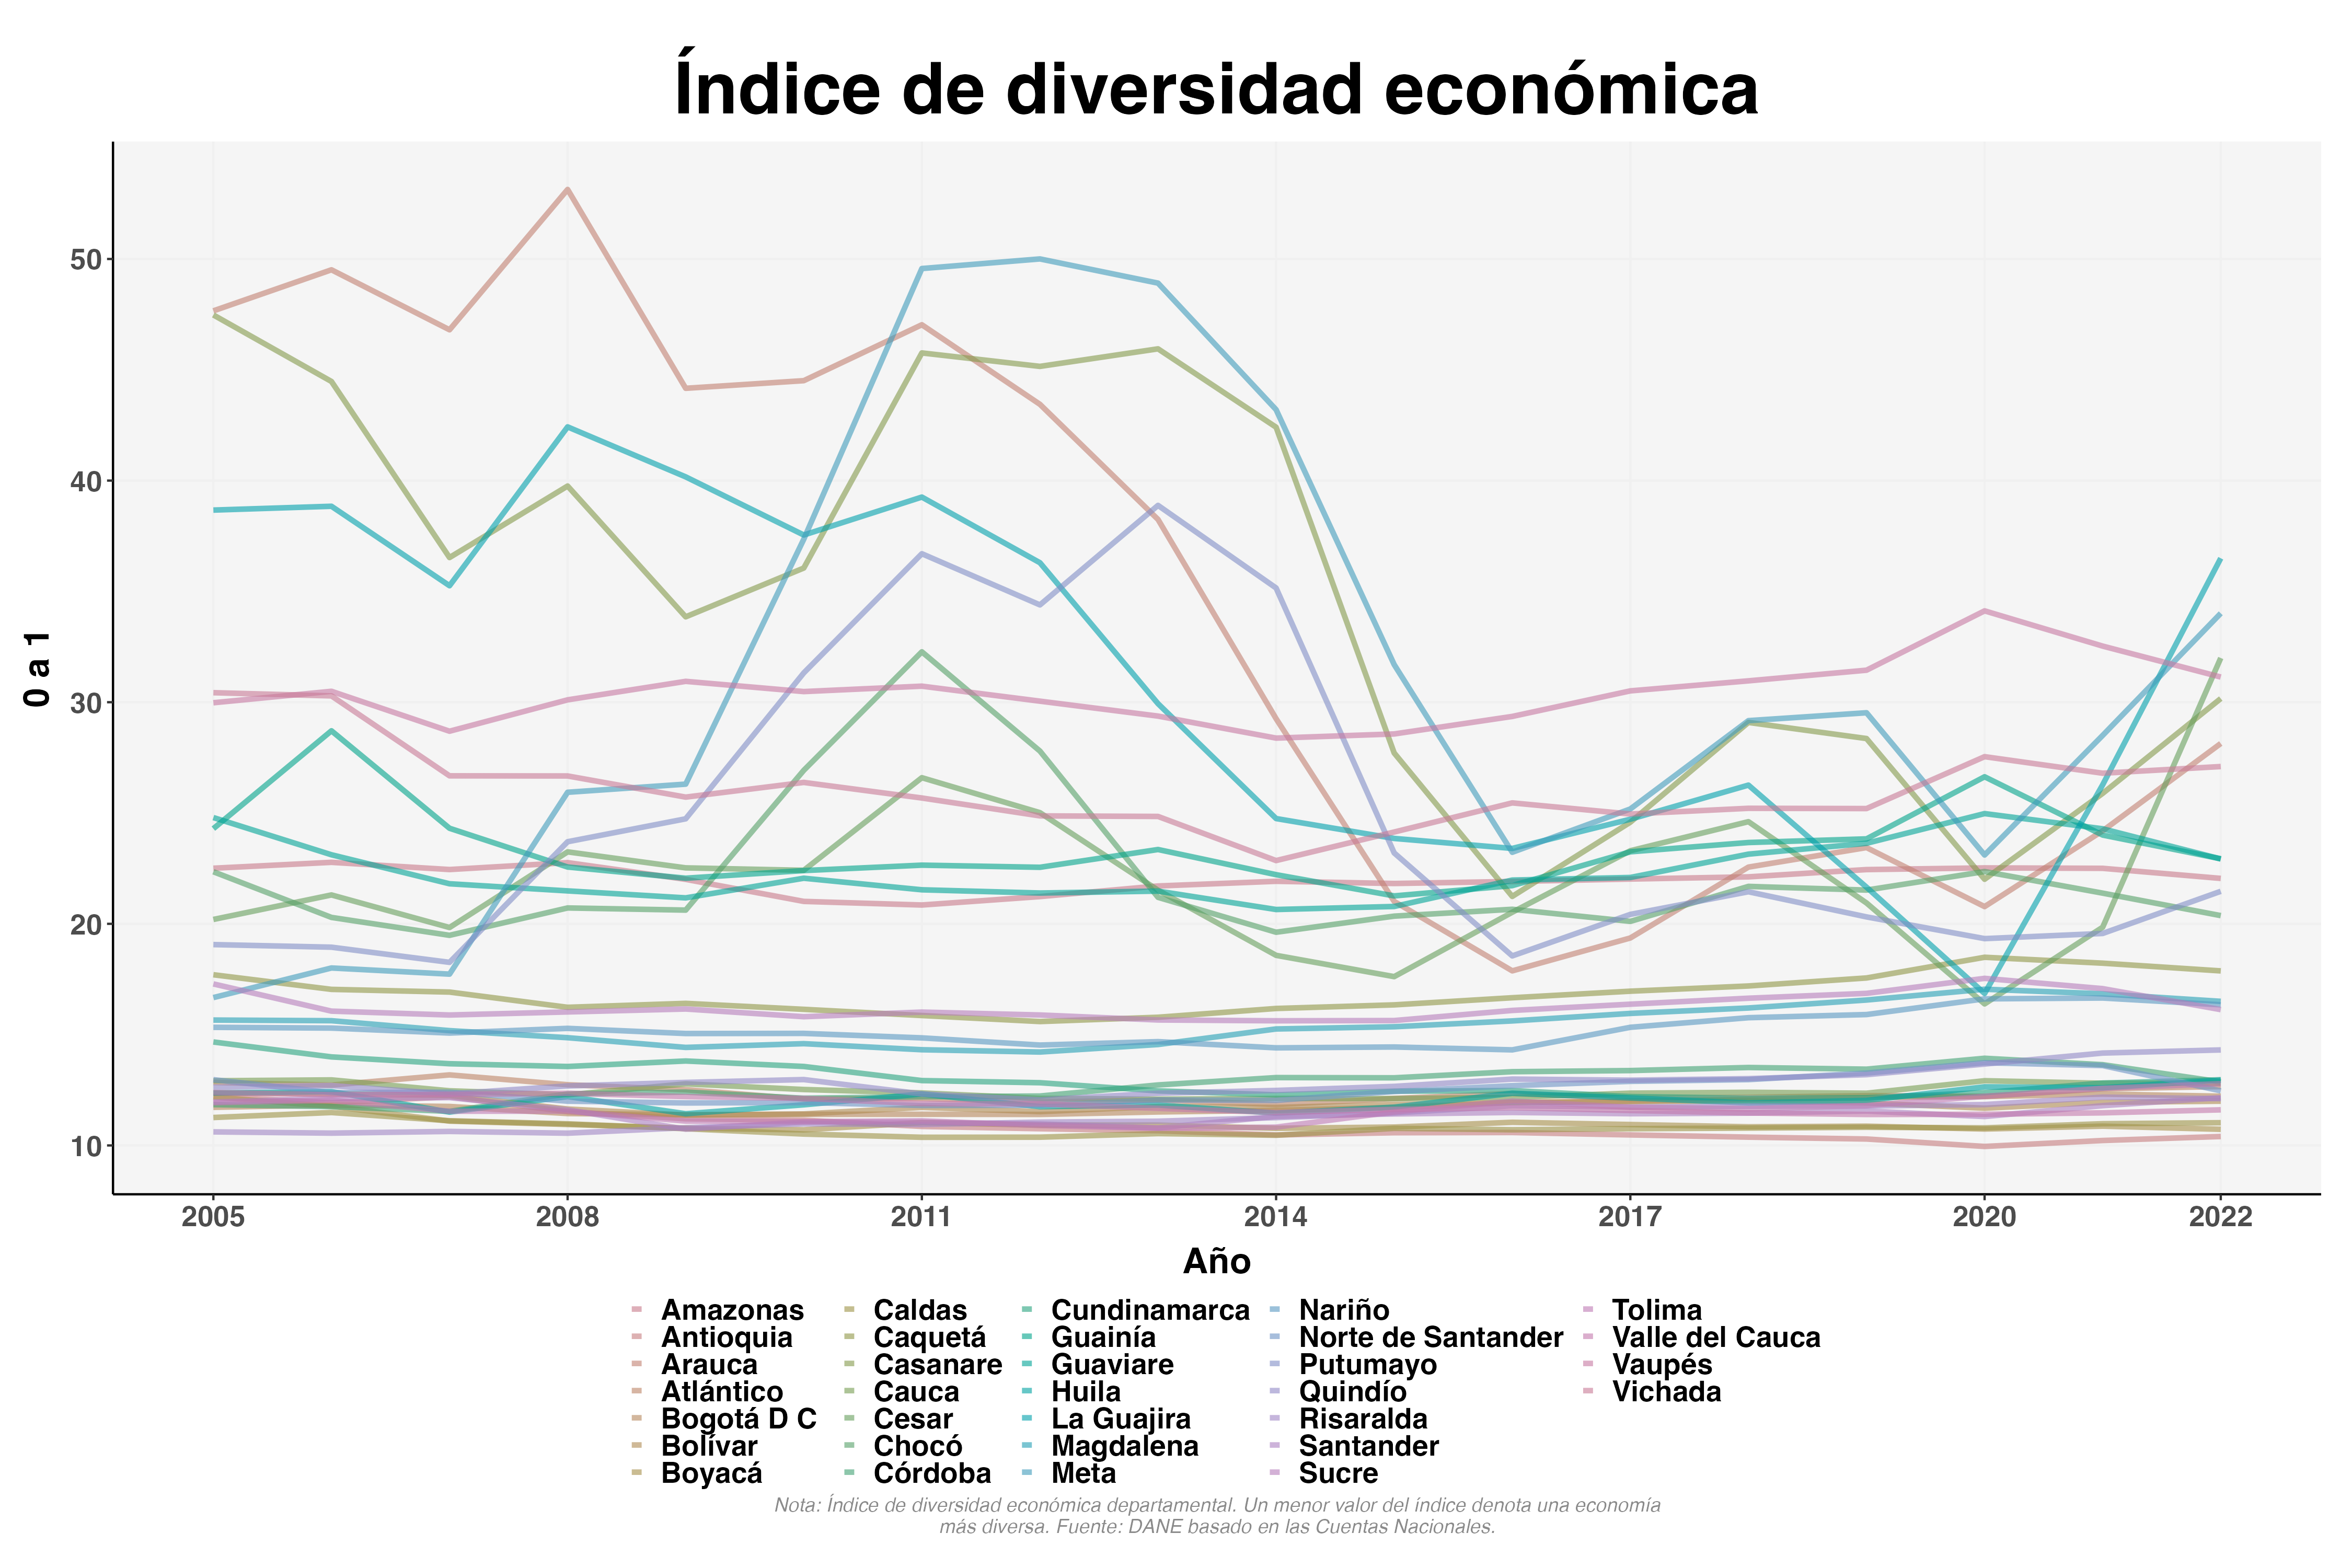 Índice de diversidad económica
50
40
30
20
10
0 a 1
2005 2008 2011 2014 2017 2020 2022
Año
Amazonas
Antioquia
Arauca
Atlántico
Bogotá D C
Bolívar
Boyacá
Caldas
Caquetá
Casanare
Cauca
Cesar
Chocó
Córdoba
Cundinamarca
Guainía
Guaviare
Huila
La Guajira
Magdalena
Meta
Nariño
Norte de Santander
Putumayo
Quindío
Risaralda
Santander
Sucre
Tolima
Valle del Cauca
Vaupés
Vichada
Nota: Índice de diversidad económica departamental. Un menor valor del índice denota una economía
más diversa. Fuente: DANE basado en las Cuentas Nacionales.